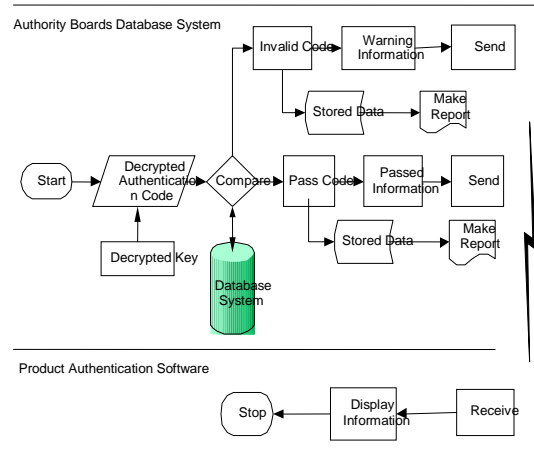 Authority Boards Database System
Invalid Code
Warning
Information
Send
Stored Data
Make
Report
Start
Decrypted
Authenticatio
n Code
Compare
Pass Code
Passed
Information
Send
Stored Data
Make
Report
Decrypted Key
Database
System
Product Authentication Software
Stop
Display
Information
Receive